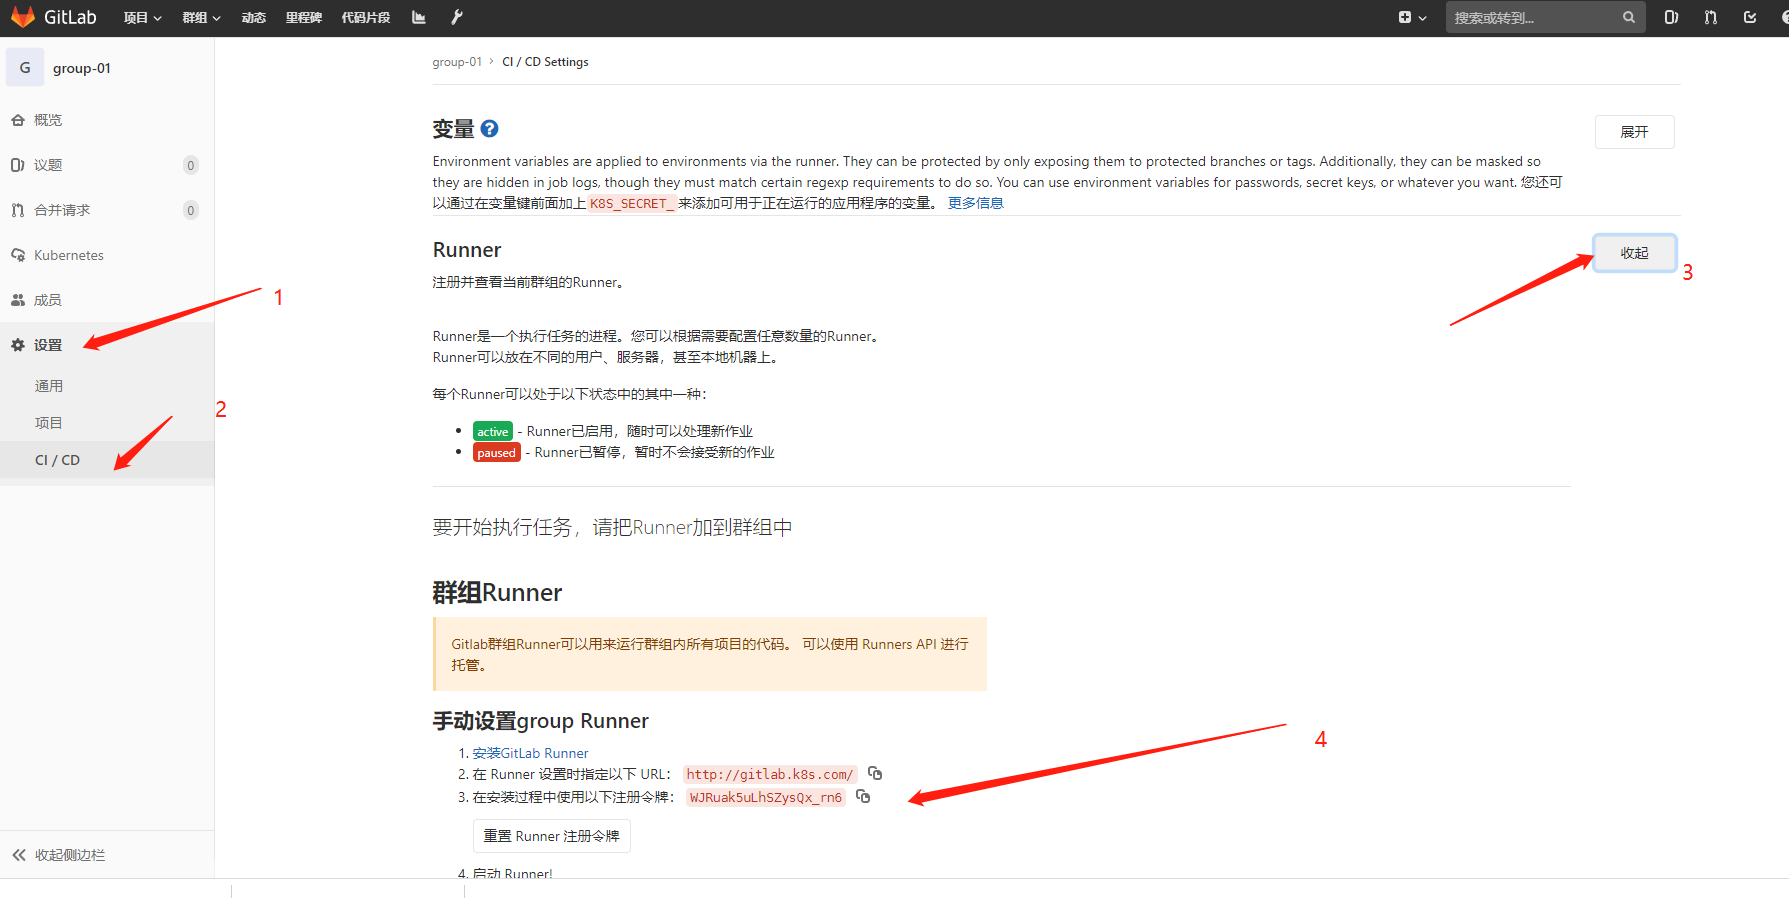 GitLab 项目 群组 动态 里程碑 代码片段 搜索或转到...
G group-01
概览
议题 0
合并请求 0
Kubernetes
成员
设置
通用
项目
CI / CD
收起侧边栏
1
2
group-01 › CI / CD Settings
变量
展开
Environment variables are applied to environments via the runner. They can be protected by only exposing them to protected branches or tags. Additionally, they can be masked so
they are hidden in job logs, though they must match certain regexp requirements to do so. You can use environment variables for passwords, secret keys, or whatever you want. 您还可
以通过在变量键前面加上 K8S_SECRET_ 来添加可用于正在运行的应用程序的变量。 更多信息
Runner
收起
3
注册并查看当前群组的Runner。
Runner是一个执行任务的进程。您可以根据需要配置任意数量的Runner。
Runner可以放在不同的用户、服务器，甚至本地机器上。
每个Runner可以处于以下状态中的其中一种：
• active - Runner已启用，随时可以处理新作业
• paused - Runner已暂停，暂时不会接受新的作业
要开始执行任务，请把Runner加到群组中
群组Runner
Gitlab群组Runner可以用来运行群组内所有项目的代码。 可以使用 Runners API 进行
托管。
手动设置group Runner
4
1. 安装GitLab Runner
2. 在 Runner 设置时指定以下 URL： http://gitlab.k8s.com/
3. 在安装过程中使用以下注册令牌： WJRuak5uLhSZysQx_rn6
重置 Runner 注册令牌
4. 启动 Runner!